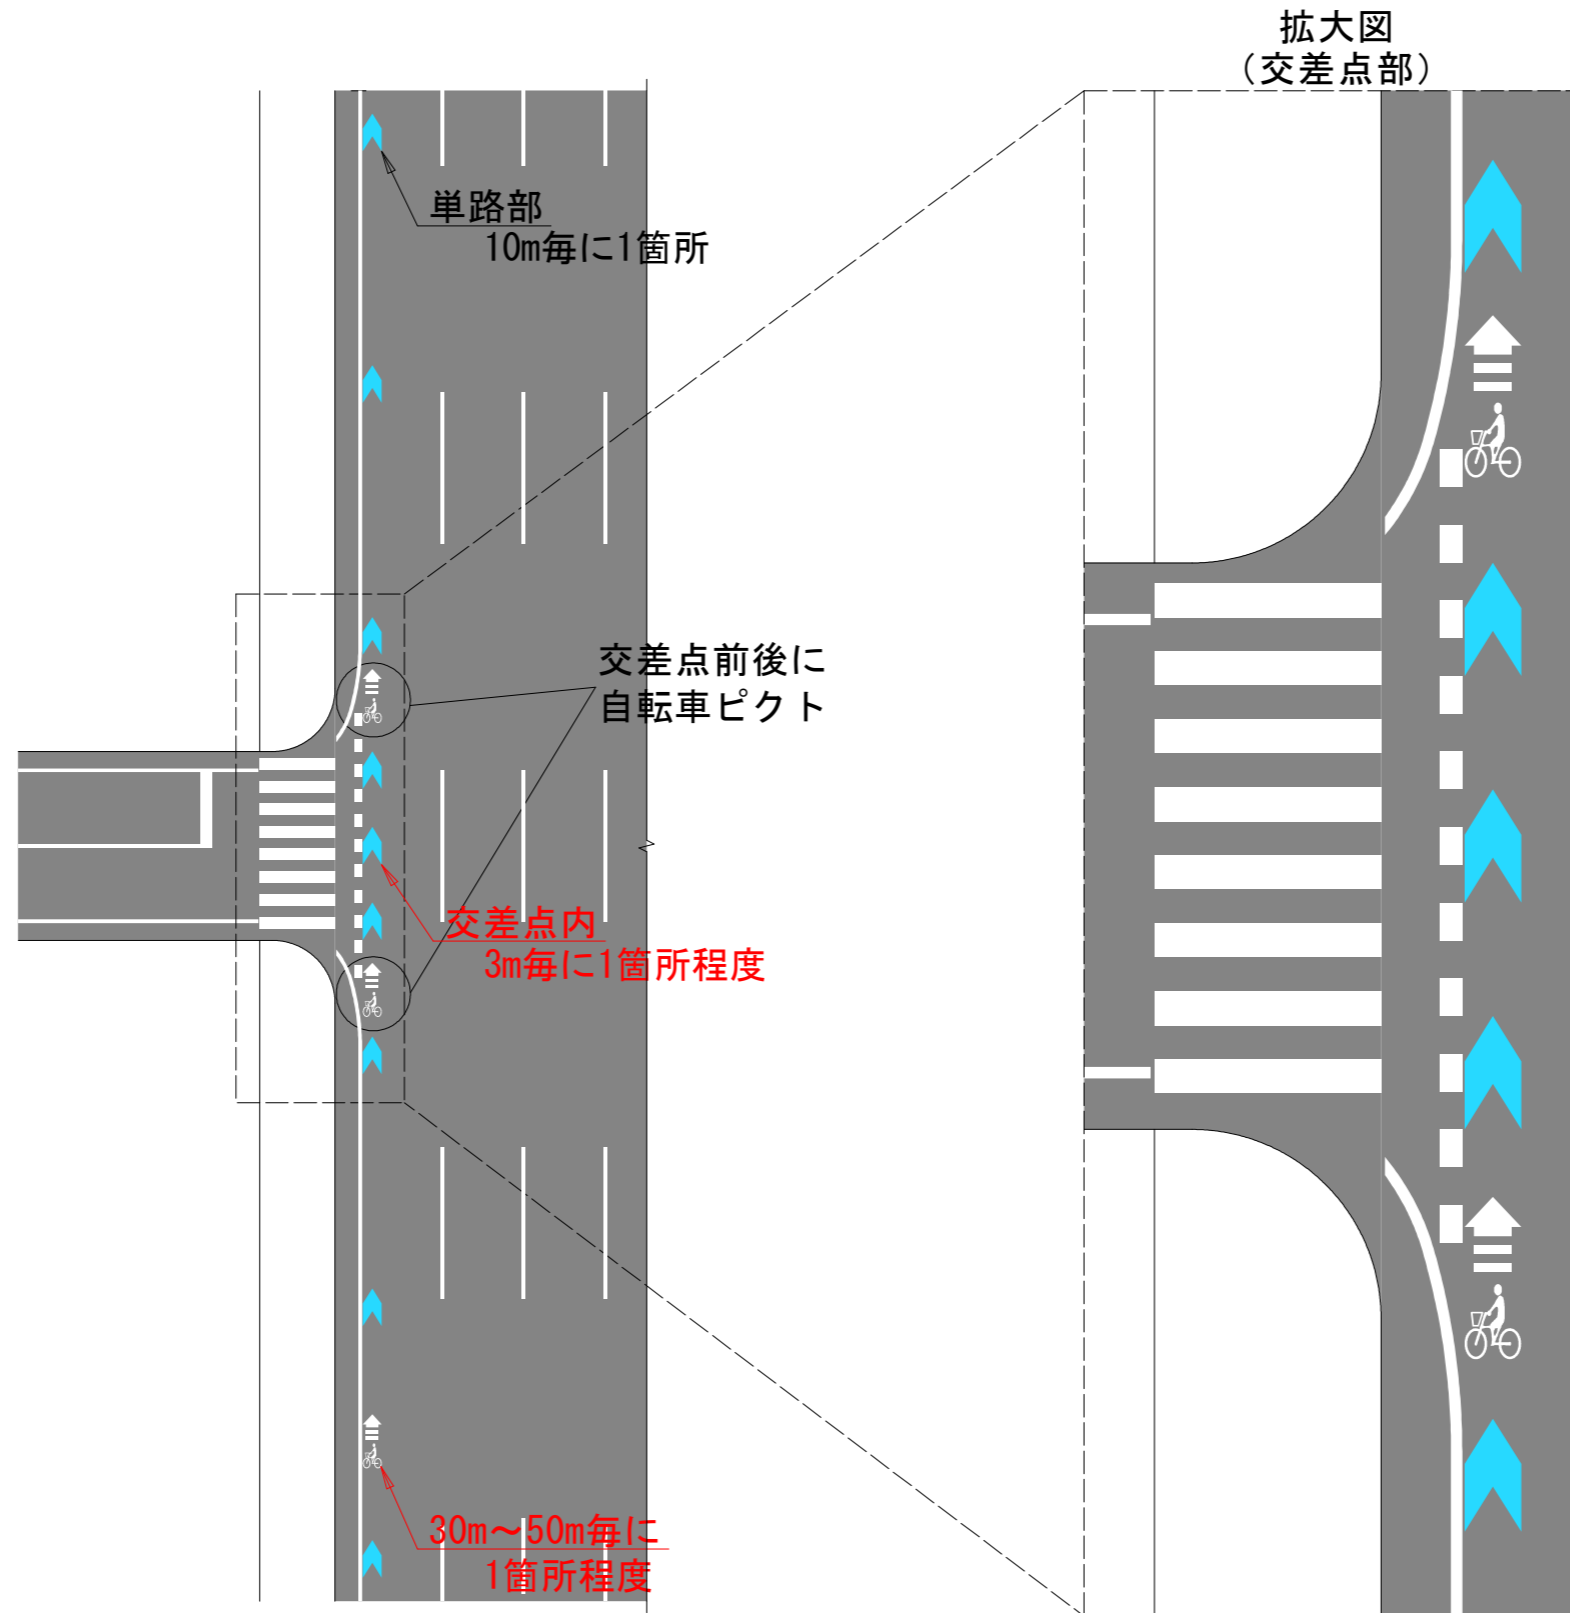 拡大図
（交差点部）
単路部
10m毎に1箇所
交差点前後に
自転車ピクト
交差点内
3m毎に1箇所程度
30m～50m毎に
1箇所程度